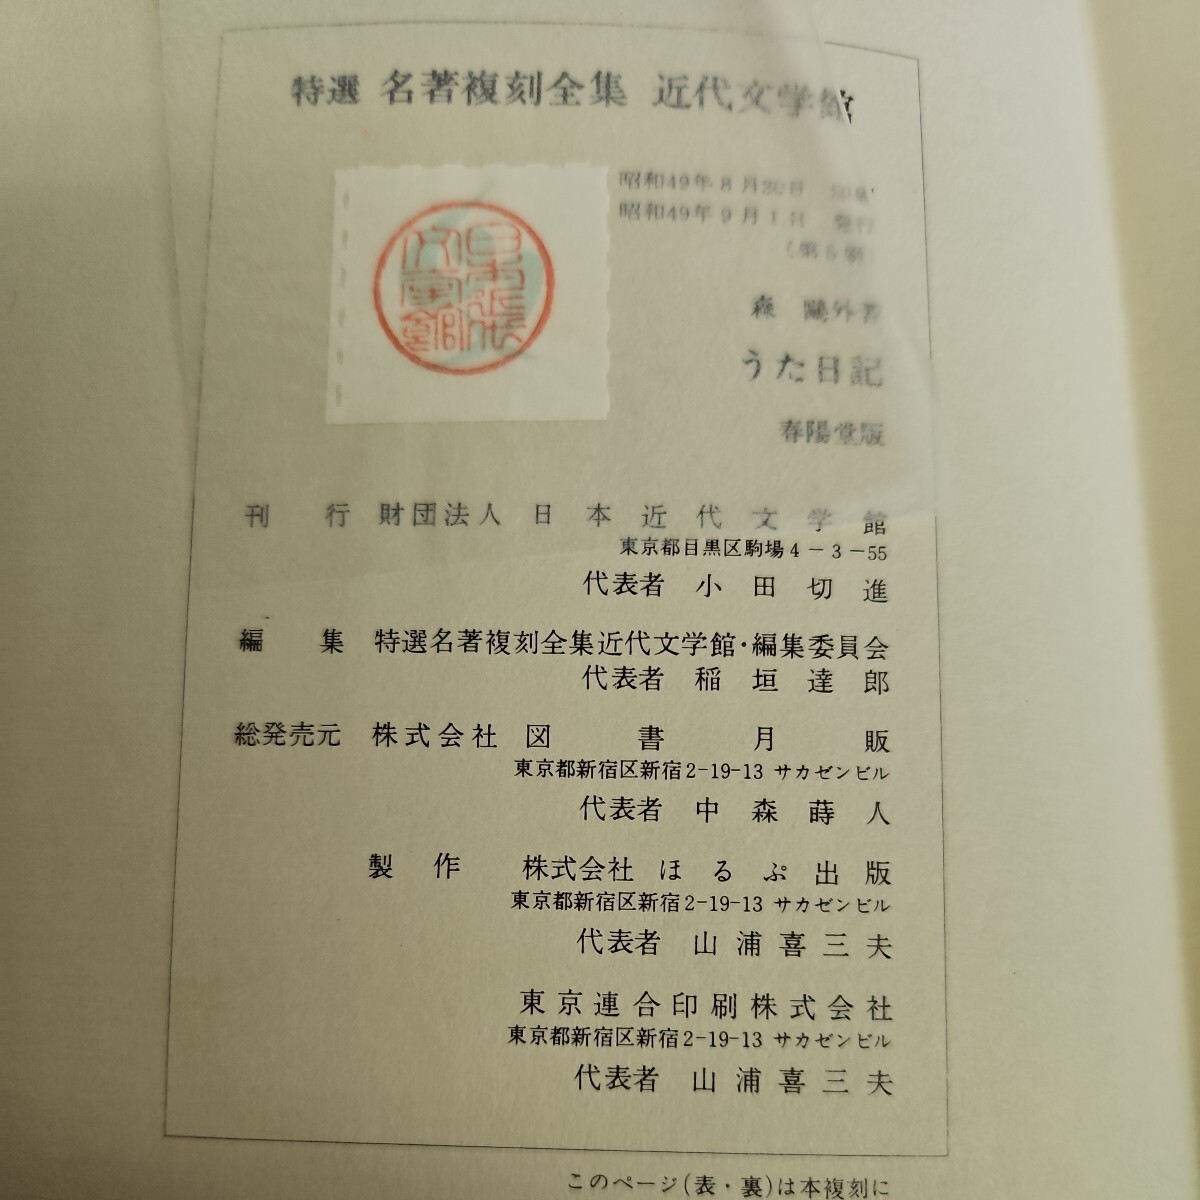 特選 名著複刻全集 近代文学館
昭和49年8月20日 印刷
昭和49年9月1日 発行
(第5刷)
森 鷗外著
うた日記
春陽堂版
刊行 財団法人 日本近代文学館
東京都目黒区駒場4-3-55
代表者 小田切進
編集 特選名著複刻全集近代文学館・編集委員会
代表者 稲垣達郎
総発売元 株式会社 図書月販
東京都新宿区新宿2-19-13 サカゼンビル
代表者 中森蒔人
製作 株式会社 ほるぷ出版
東京都新宿区新宿2-19-13 サカゼンビル
代表者 山浦喜三夫
東京連合印刷株式会社
東京都新宿区新宿2-19-13 サカゼンビル
代表者 山浦喜三夫
このページ(表・裏)は本複刻に